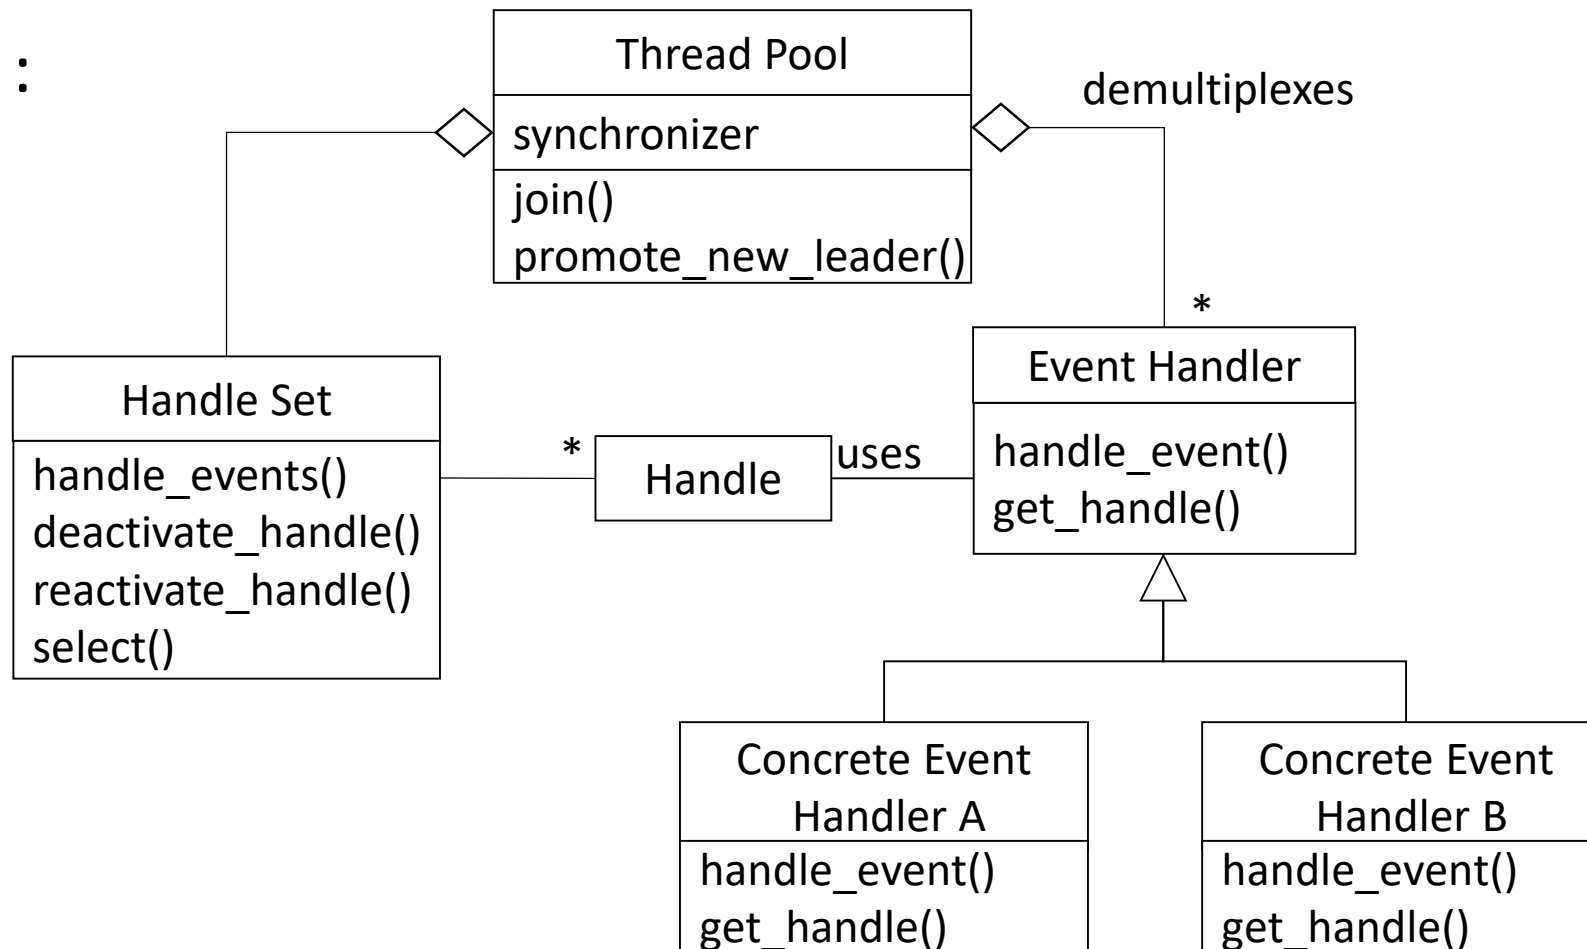 :
Thread Pool
demultiplexes
synchronizer
join()
promote_new_leader()
*
Event Handler
Handle Set
handle_event()
get_handle()
*
Handle
uses
handle_events()
deactivate_handle()
reactivate_handle()
select()
Concrete Event
Handler A
handle_event()
get_handle()
Concrete Event
Handler B
handle_event()
get_handle()